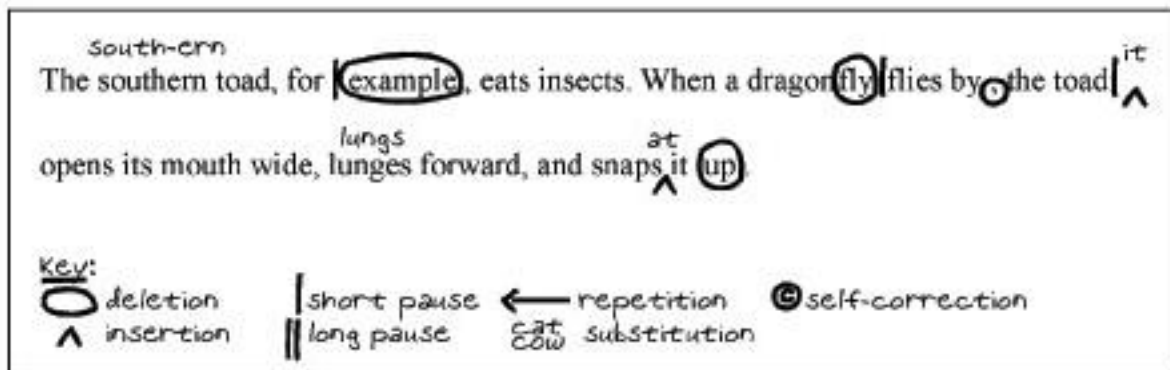 south-ern it
The southern toad, for example, eats insects. When a dragonfly flies by, the toad
lungs at
opens its mouth wide, lunges forward, and snaps it up.
Key:
deletion short pause repetition © self-correction
insertion long pause cat cow substitution